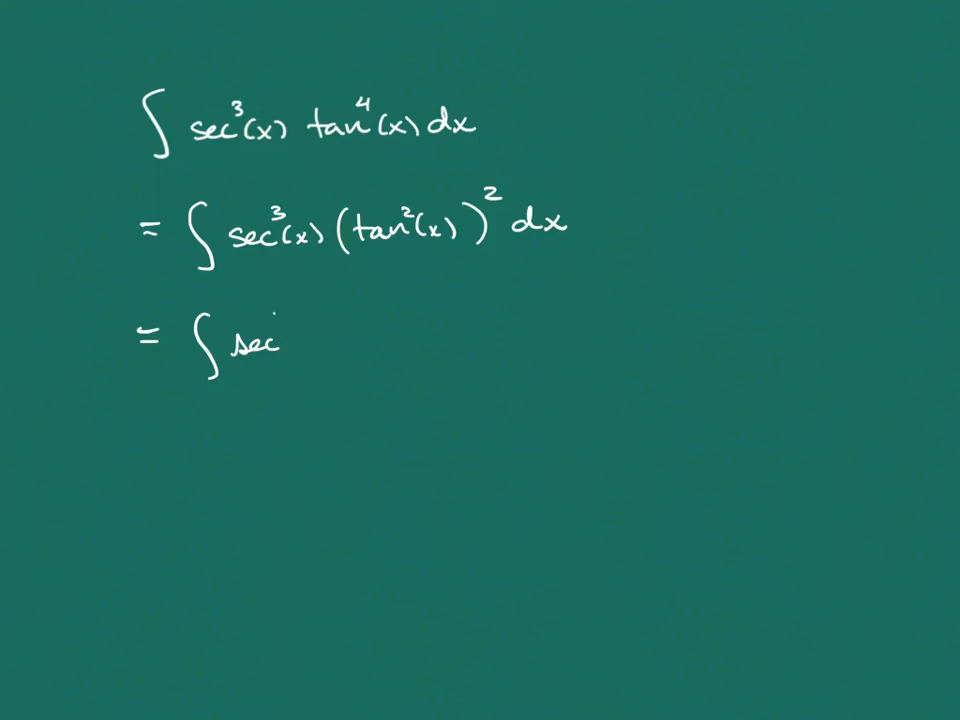 ∫ sec³(x) tan⁴(x) dx
= ∫ sec³(x) (tan²(x))² dx
= ∫ sec